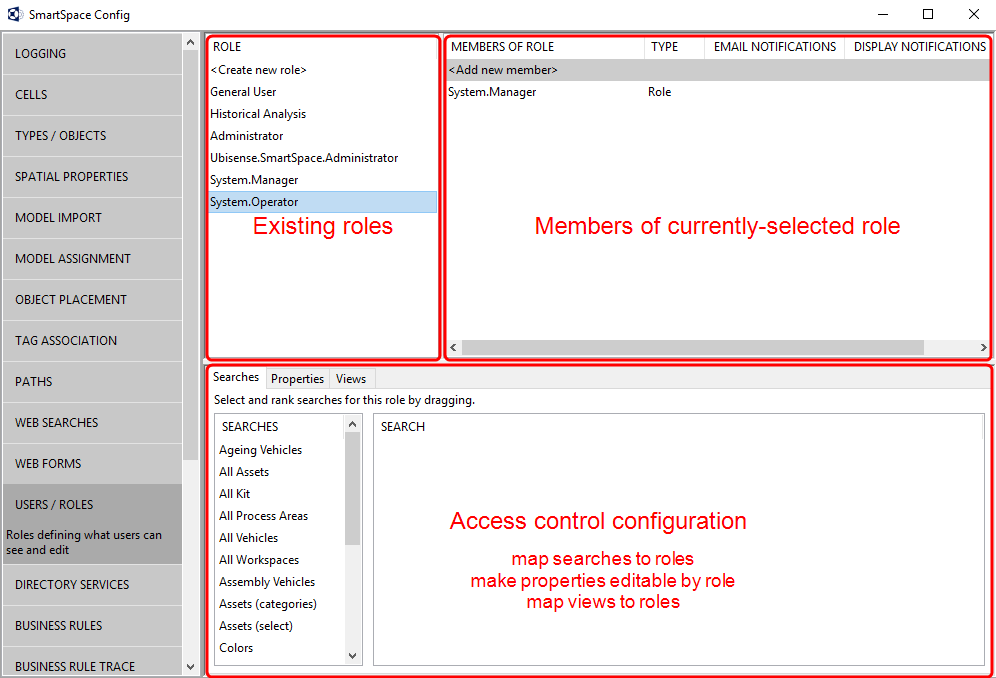 SmartSpace Config
LOGGING
CELLS
TYPES / OBJECTS
SPATIAL PROPERTIES
MODEL IMPORT
MODEL ASSIGNMENT
OBJECT PLACEMENT
TAG ASSOCIATION
PATHS
WEB SEARCHES
WEB FORMS
USERS / ROLES
Roles defining what users can
see and edit
DIRECTORY SERVICES
BUSINESS RULES
BUSINESS RULE TRACE
ROLE
<Create new role>
General User
Historical Analysis
Administrator
Ubisense.SmartSpace.Administrator
System.Manager
System.Operator
Existing roles
MEMBERS OF ROLE TYPE EMAIL NOTIFICATIONS DISPLAY NOTIFICATIONS
<Add new member>
System.Manager Role
Members of currently-selected role
Searches Properties Views
Select and rank searches for this role by dragging.
SEARCHES
Ageing Vehicles
All Assets
All Kit
All Process Areas
All Vehicles
All Workspaces
Assembly Vehicles
Assets (categories)
Assets (select)
Colors
SEARCH
Access control configuration
map searches to roles
make properties editable by role
map views to roles